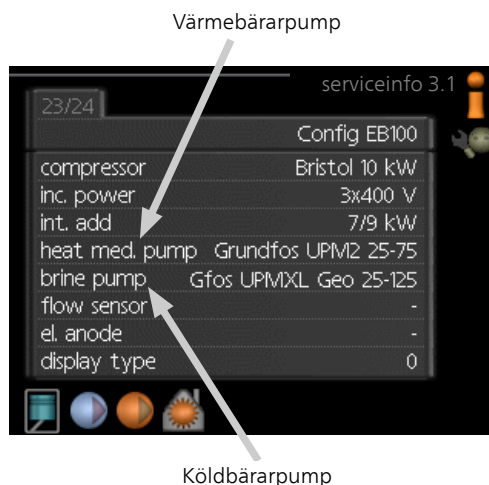 Värmebärarpump
serviceinfo 3.1
23/24
Config EB100
compressor Bristol 10 kW
inc. power 3x400 V
int. add 7/9 kW
heat med. pump Grundfos UPM2 25-75
brine pump Gfos UPMXL Geo 25-125
flow sensor -
el. anode -
display type 0
Köldbärarpump